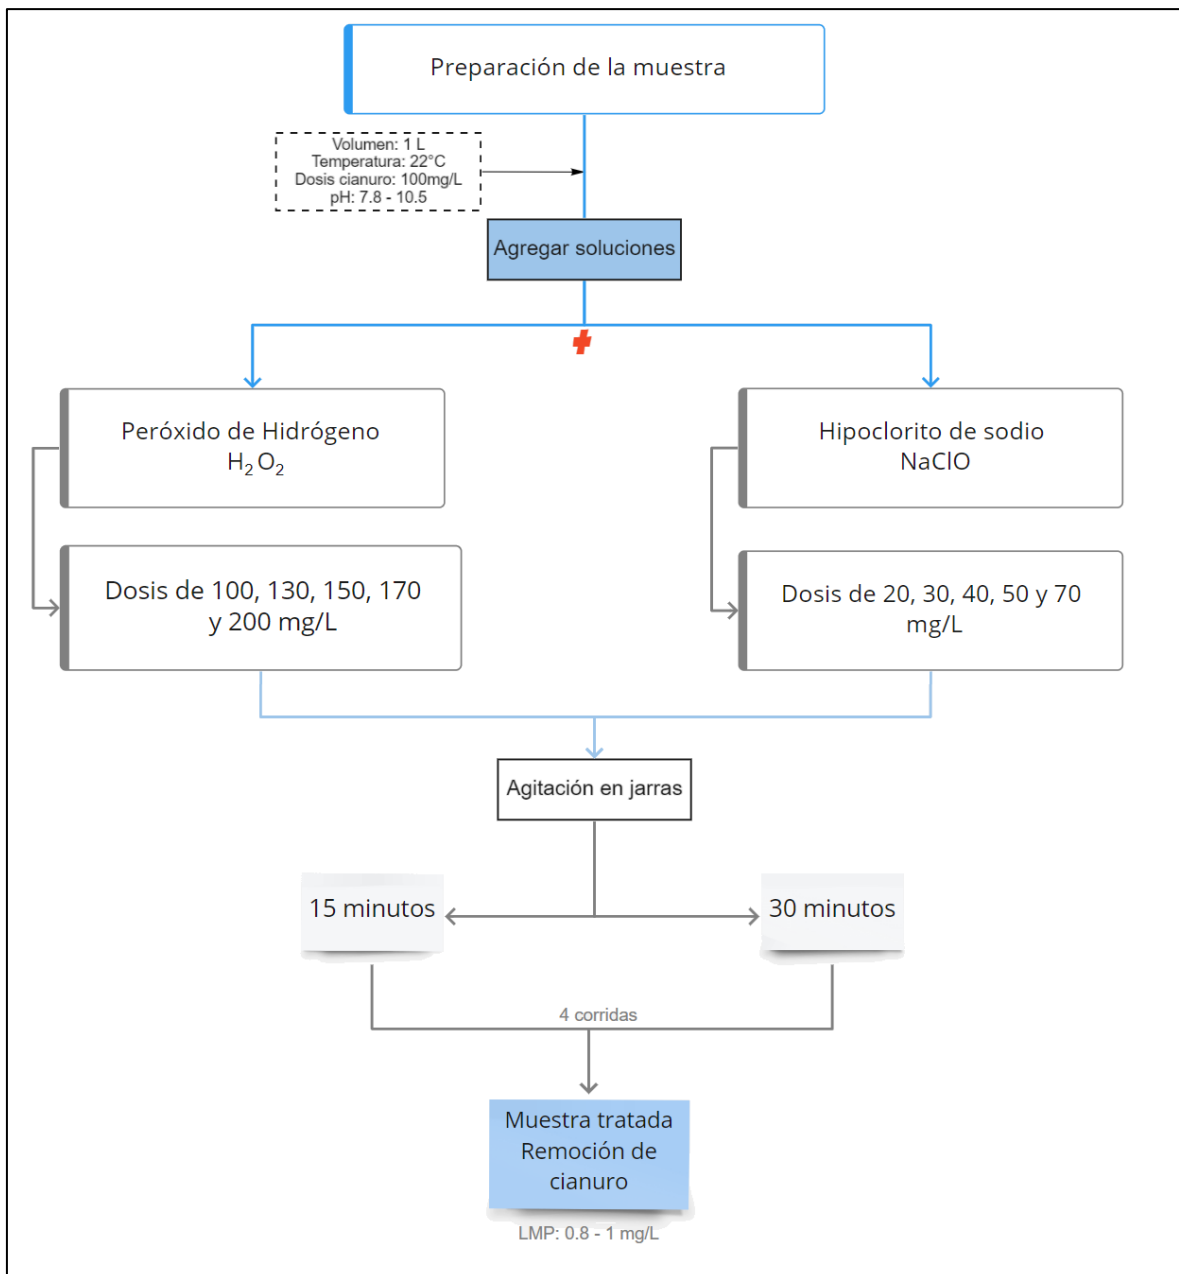 Preparación de la muestra
Volumen: 1 L
Temperatura: 22°C
Dosis cianuro: 100mg/L
pH: 7.8 - 10.5
Agregar soluciones
Peróxido de Hidrógeno
H₂O₂
Hipoclorito de sodio
NaClO
Dosis de 100, 130, 150, 170
y 200 mg/L
Dosis de 20, 30, 40, 50 y 70
mg/L
Agitación en jarras
15 minutos
30 minutos
4 corridas
Muestra tratada
Remoción de
cianuro
LMP: 0.8 - 1 mg/L